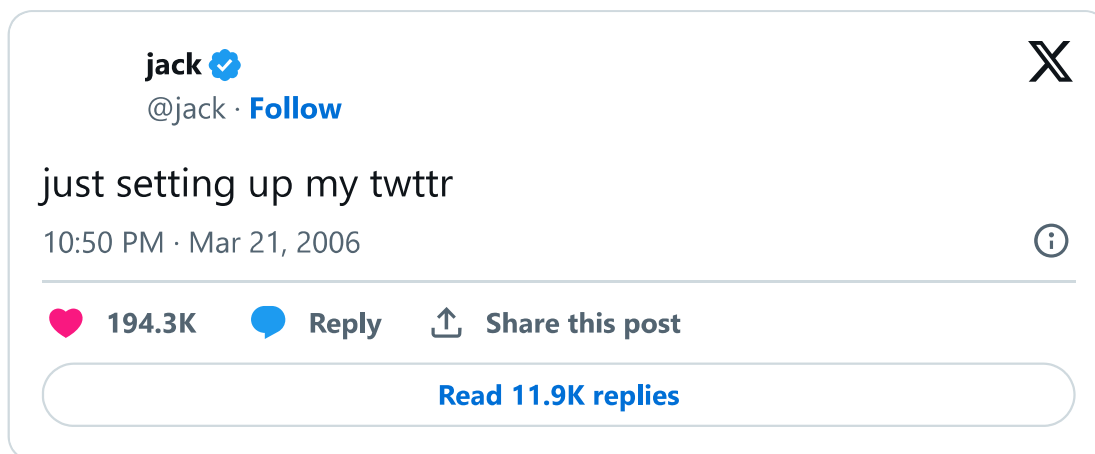 jack
@jack · Follow
just setting up my twttr
10:50 PM · Mar 21, 2006
194.3K Reply Share this post
Read 11.9K replies